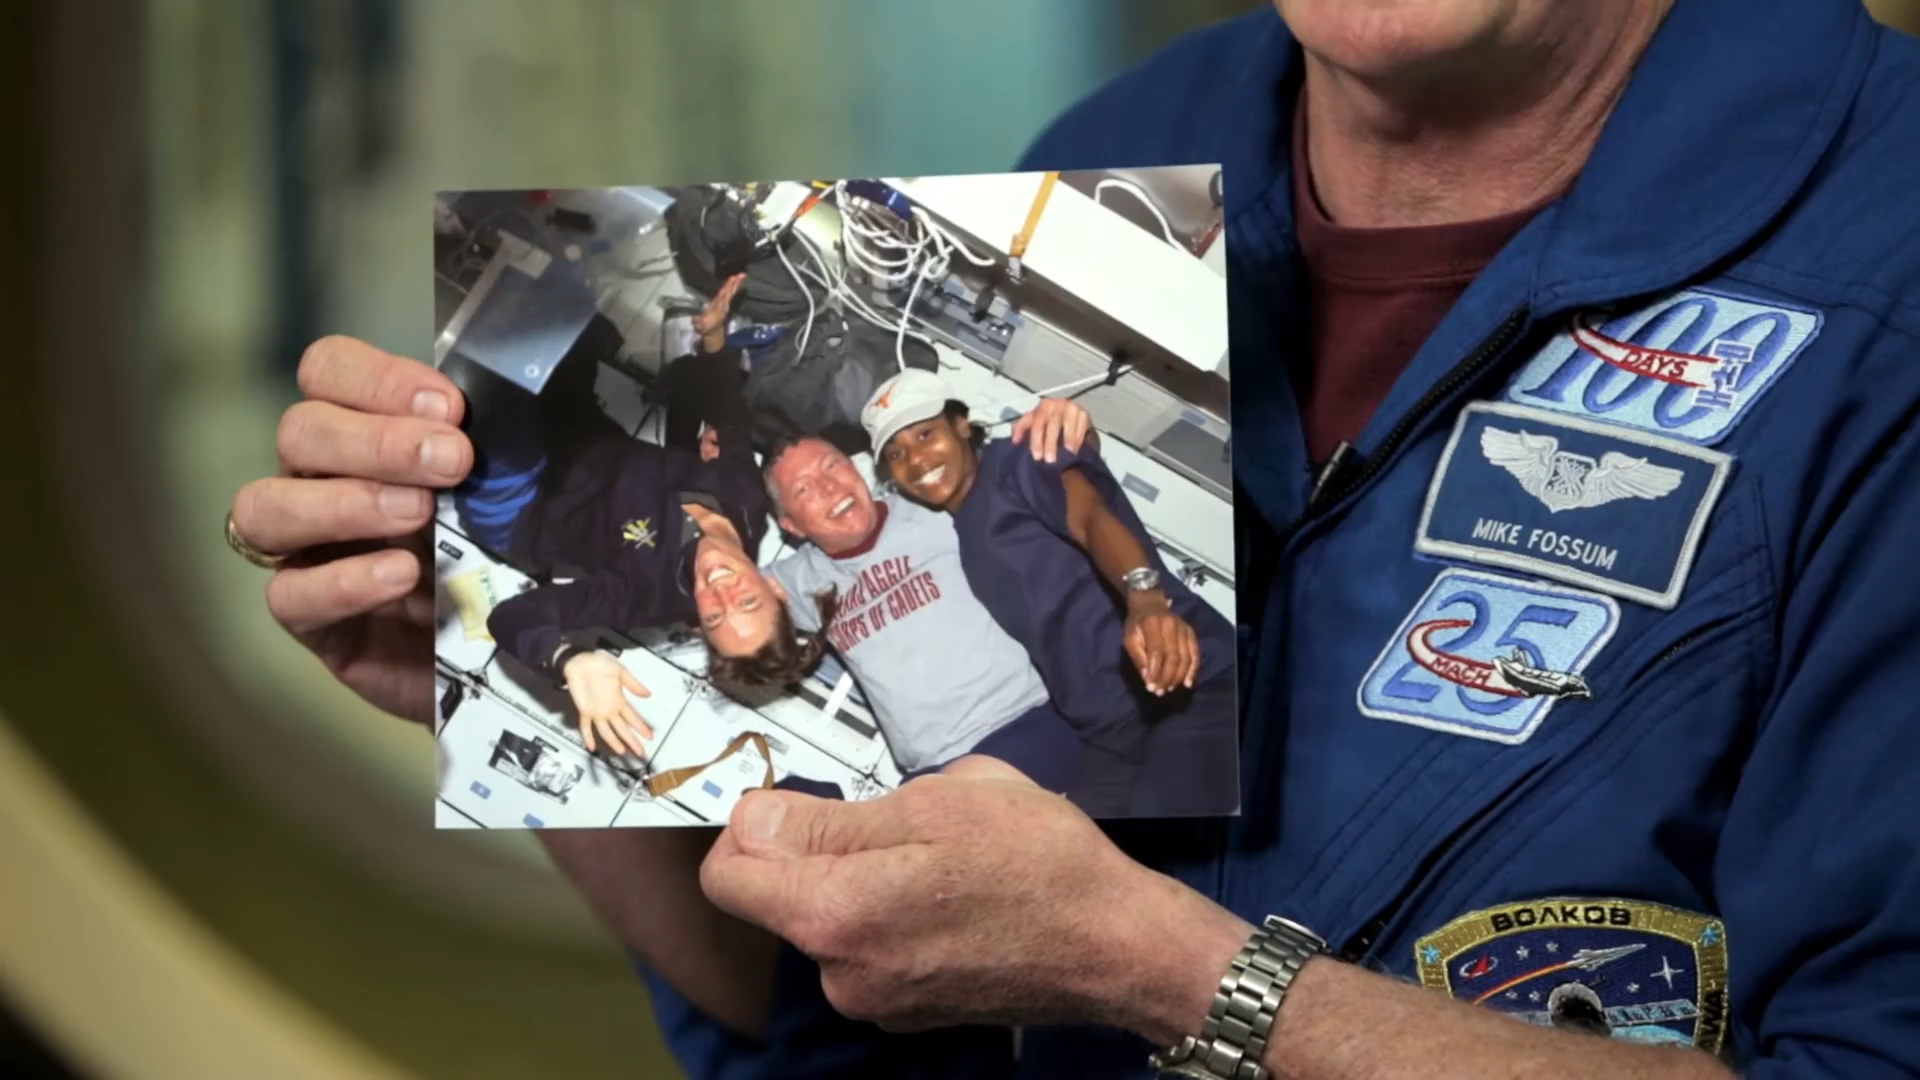 100
DAYS
MIKE FOSSUM
25
MACH
AGGIE
CORPS OF CADETS
ВОЛКОВ